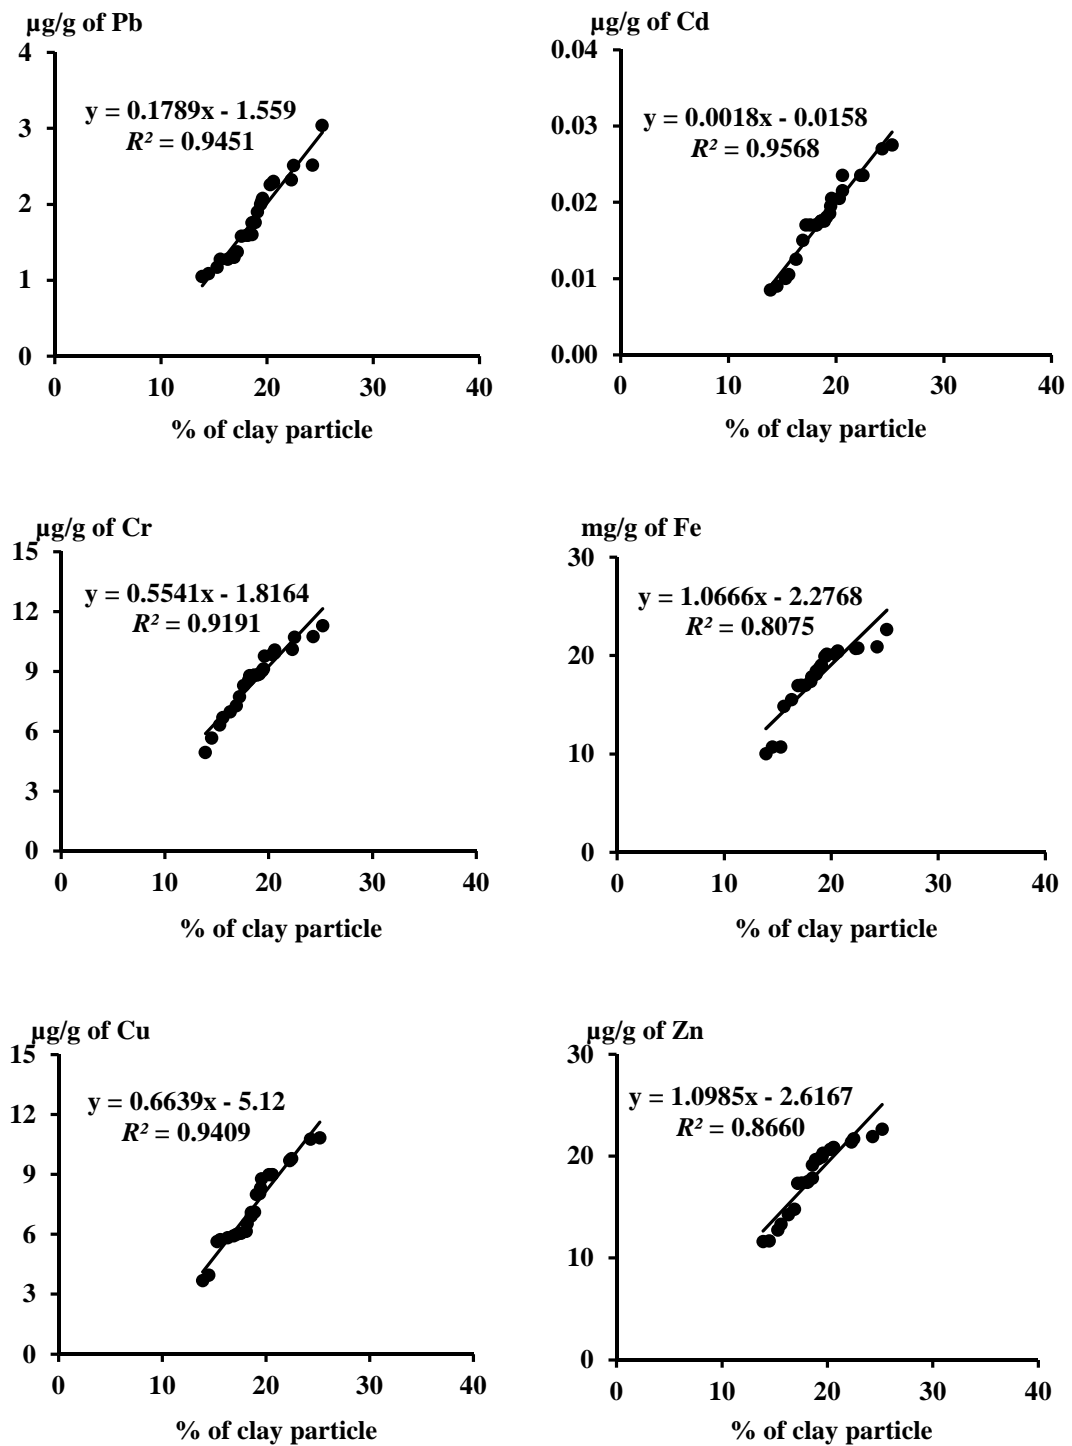 µg/g of Pb
4
3
2
1
0
y = 0.1789x - 1.559
R² = 0.9451
0 10 20 30 40
% of clay particle
µg/g of Cd
0.04
0.03
0.02
0.01
0.00
y = 0.0018x - 0.0158
R² = 0.9568
0 10 20 30 40
% of clay particle
µg/g of Cr
15
12
9
6
3
0
y = 0.5541x - 1.8164
R² = 0.9191
0 10 20 30 40
% of clay particle
mg/g of Fe
30
20
10
0
y = 1.0666x - 2.2768
R² = 0.8075
0 10 20 30 40
% of clay particle
µg/g of Cu
15
12
9
6
3
0
y = 0.6639x - 5.12
R² = 0.9409
0 10 20 30 40
% of clay particle
µg/g of Zn
30
20
10
0
y = 1.0985x - 2.6167
R² = 0.8660
0 10 20 30 40
% of clay particle